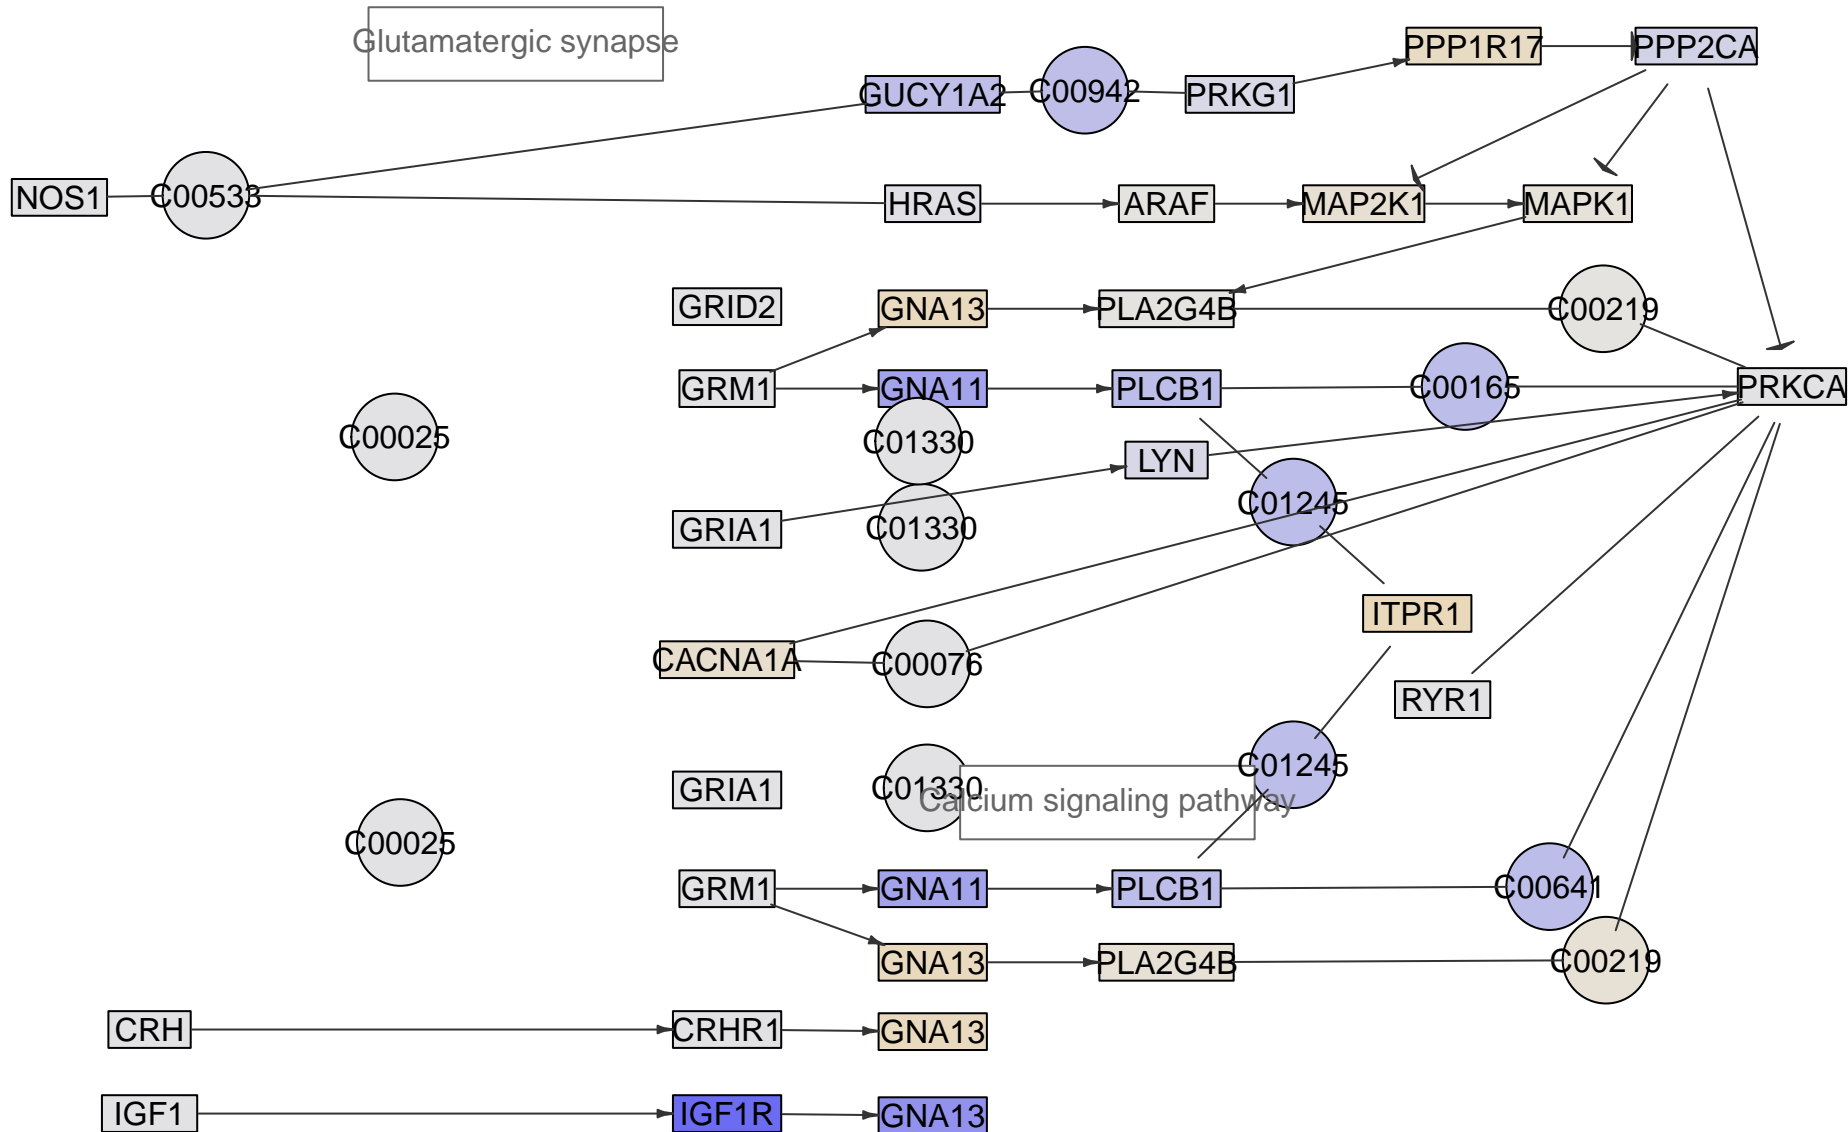 Glutamatergic synapse
PPP1R17
PPP2CA
GUCY1A2
C00942
PRKG1
NOS1
C00533
HRAS
ARAF
MAP2K1
MAPK1
GRID2
GNA13
PLA2G4B
C00219
GRM1
GNA11
PLCB1
C00165
PRKCA
C00025
C01330
LYN
C01245
GRIA1
C01330
ITPR1
CACNA1A
C00076
RYR1
C01245
GRIA1
C01330
Calcium signaling pathway
C00025
GRM1
GNA11
PLCB1
C00641
GNA13
PLA2G4B
C00219
CRH
CRHR1
GNA13
IGF1
IGF1R
GNA13